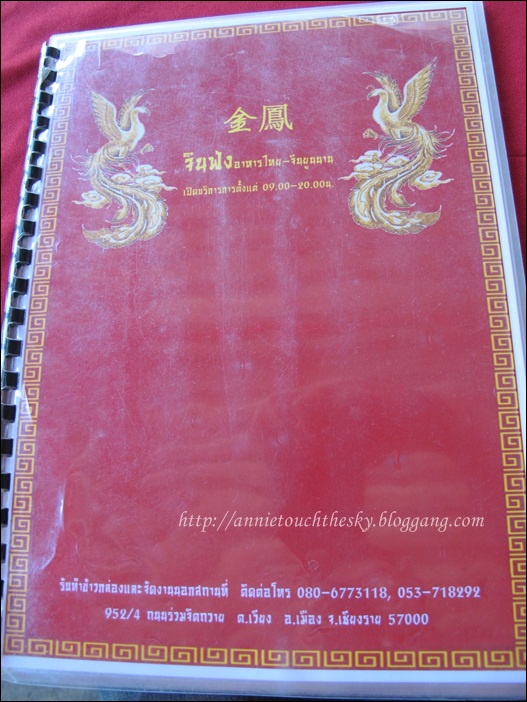 金鳳
จินฟ่ง อาหารไทย-จีนยูนนาน
เปิดบริการตั้งแต่ 09.00-20.00น.
http://annietouchthesky.bloggang.com
รับทำข้าวกล่องและจัดงานนอกสถานที่ ติดต่อโทร 080-6773118, 053-718292
952/4 ถนนร่วมจิตถวาย ต.เวียง อ.เมือง จ.เชียงราย 57000